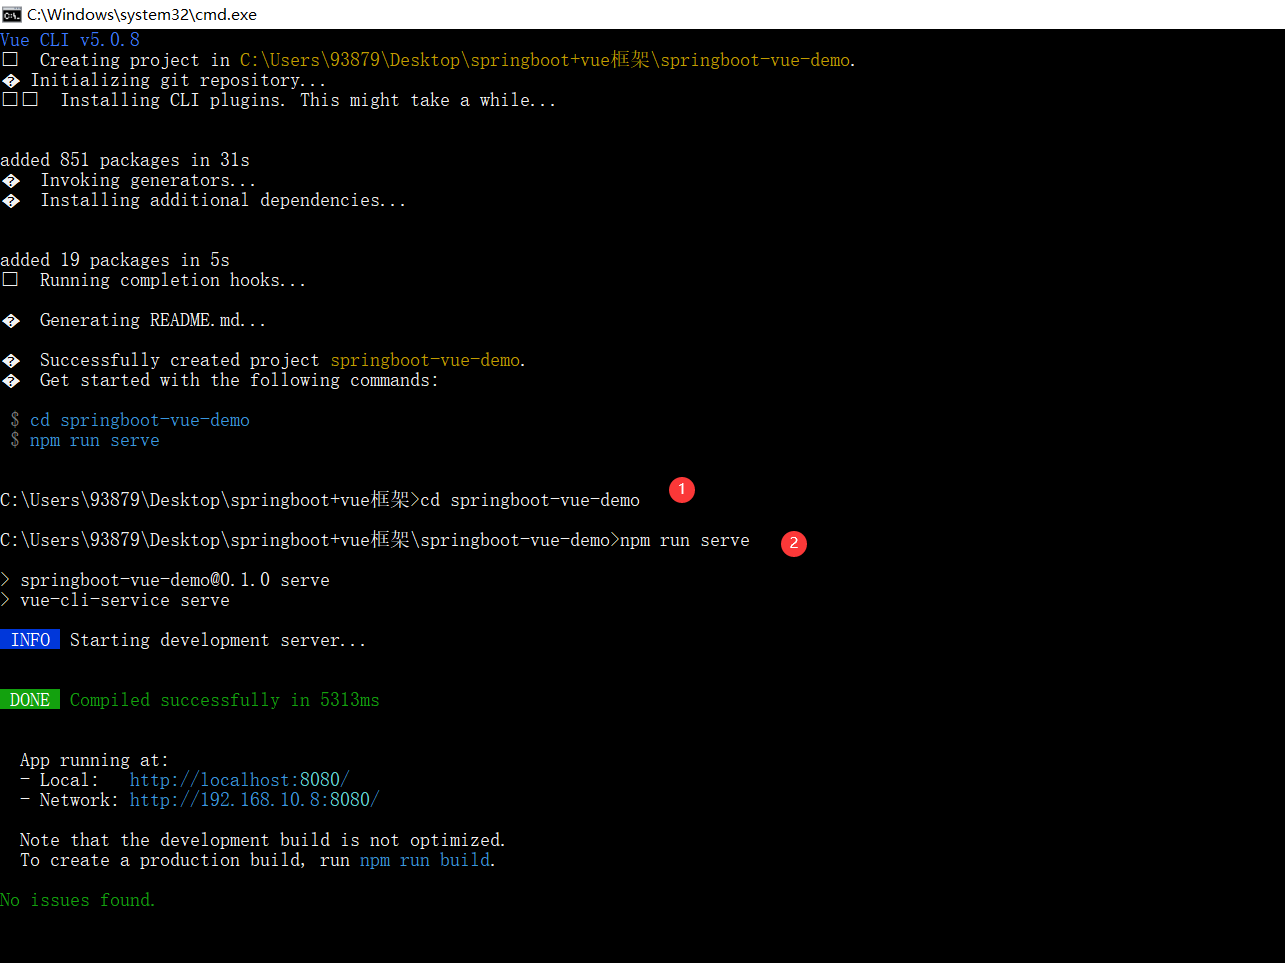 C:\Windows\system32\cmd.exe
Vue CLI v5.0.8
Creating project in C:\Users\93879\Desktop\springboot+vue框架\springboot-vue-demo.
Initializing git repository...
Installing CLI plugins. This might take a while...
added 851 packages in 31s
Invoking generators...
Installing additional dependencies...
added 19 packages in 5s
Running completion hooks...
Generating README.md...
Successfully created project springboot-vue-demo.
Get started with the following commands:
$ cd springboot-vue-demo
$ npm run serve
C:\Users\93879\Desktop\springboot+vue框架>cd springboot-vue-demo 1
C:\Users\93879\Desktop\springboot+vue框架\springboot-vue-demo>npm run serve 2
> springboot-vue-demo@0.1.0 serve
> vue-cli-service serve
INFO Starting development server...
DONE Compiled successfully in 5313ms
App running at:
- Local: http://localhost:8080/
- Network: http://192.168.10.8:8080/
Note that the development build is not optimized.
To create a production build, run npm run build.
No issues found.